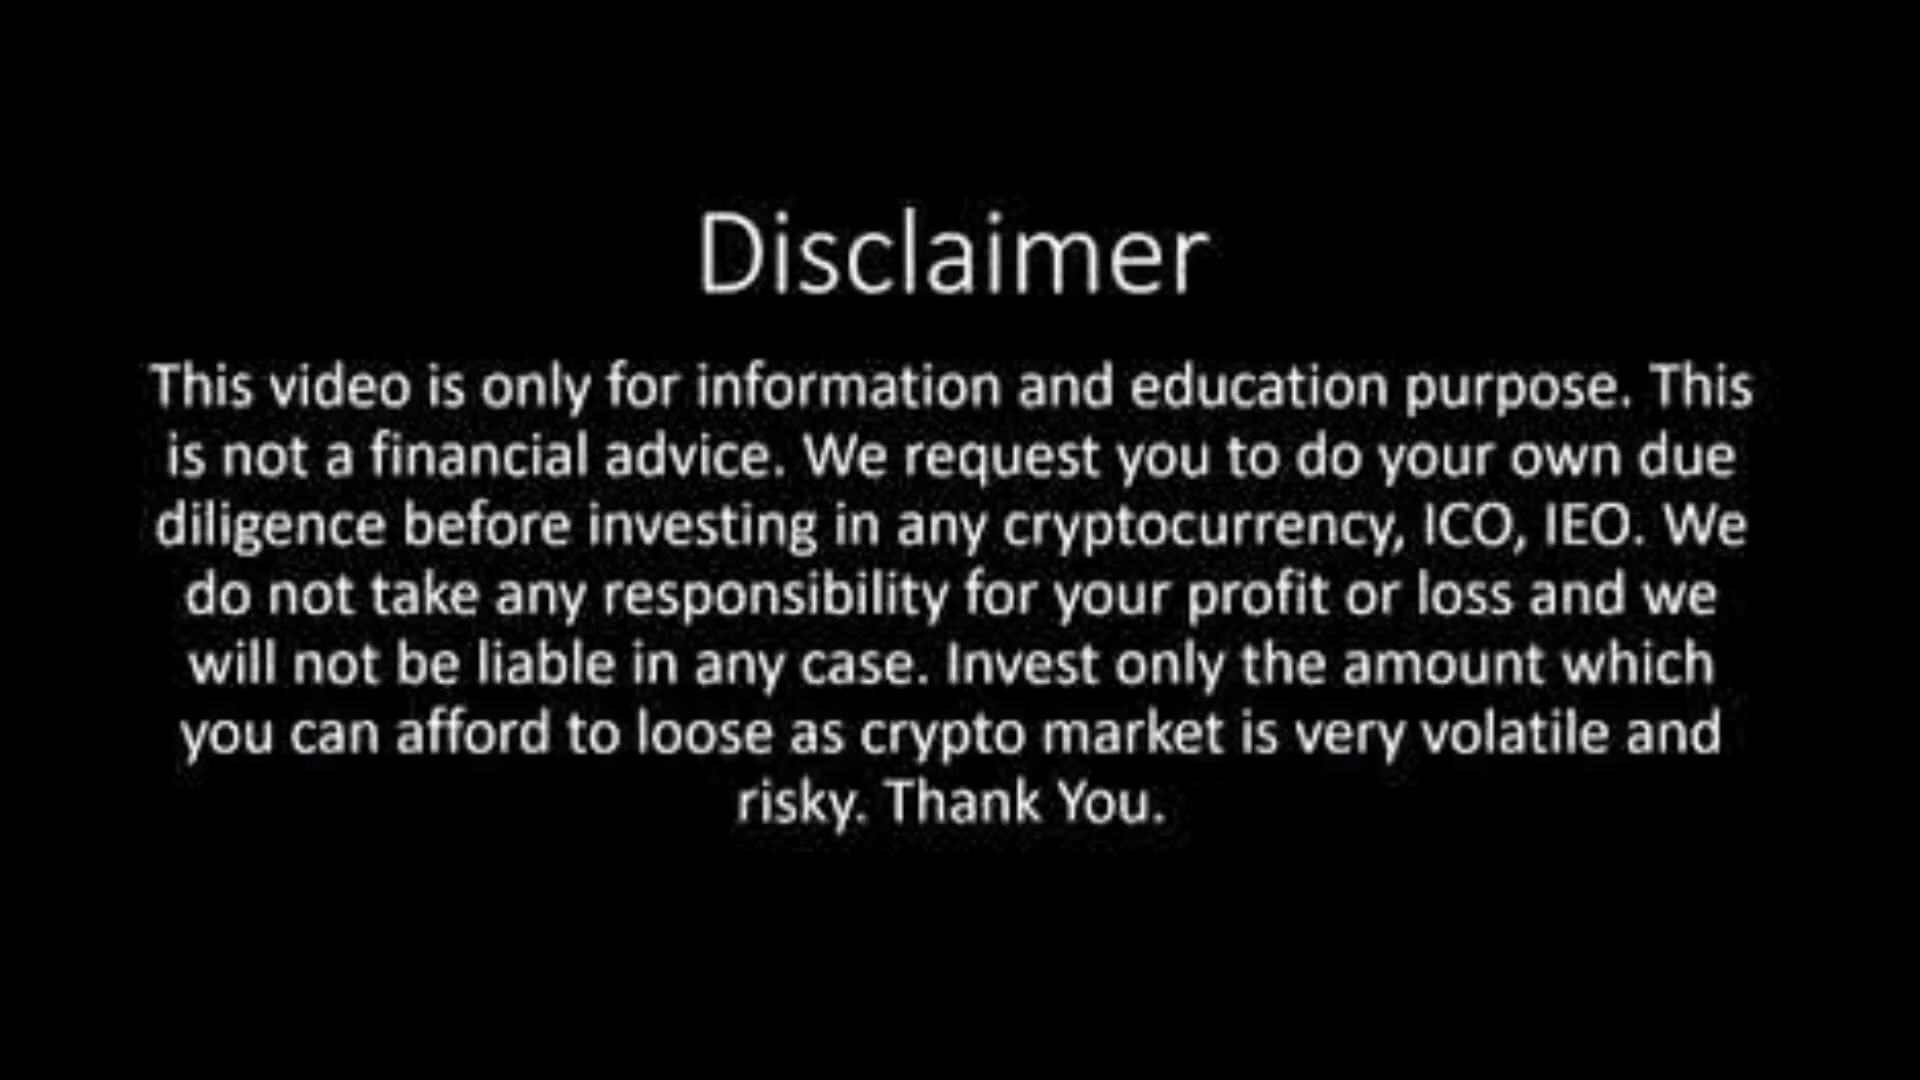 Disclaimer
This video is only for information and education purpose. This
is not a financial advice. We request you to do your own due
diligence before investing in any cryptocurrency, ICO, IEO. We
do not take any responsibility for your profit or loss and we
will not be liable in any case. Invest only the amount which
you can afford to loose as crypto market is very volatile and
risky. Thank You.